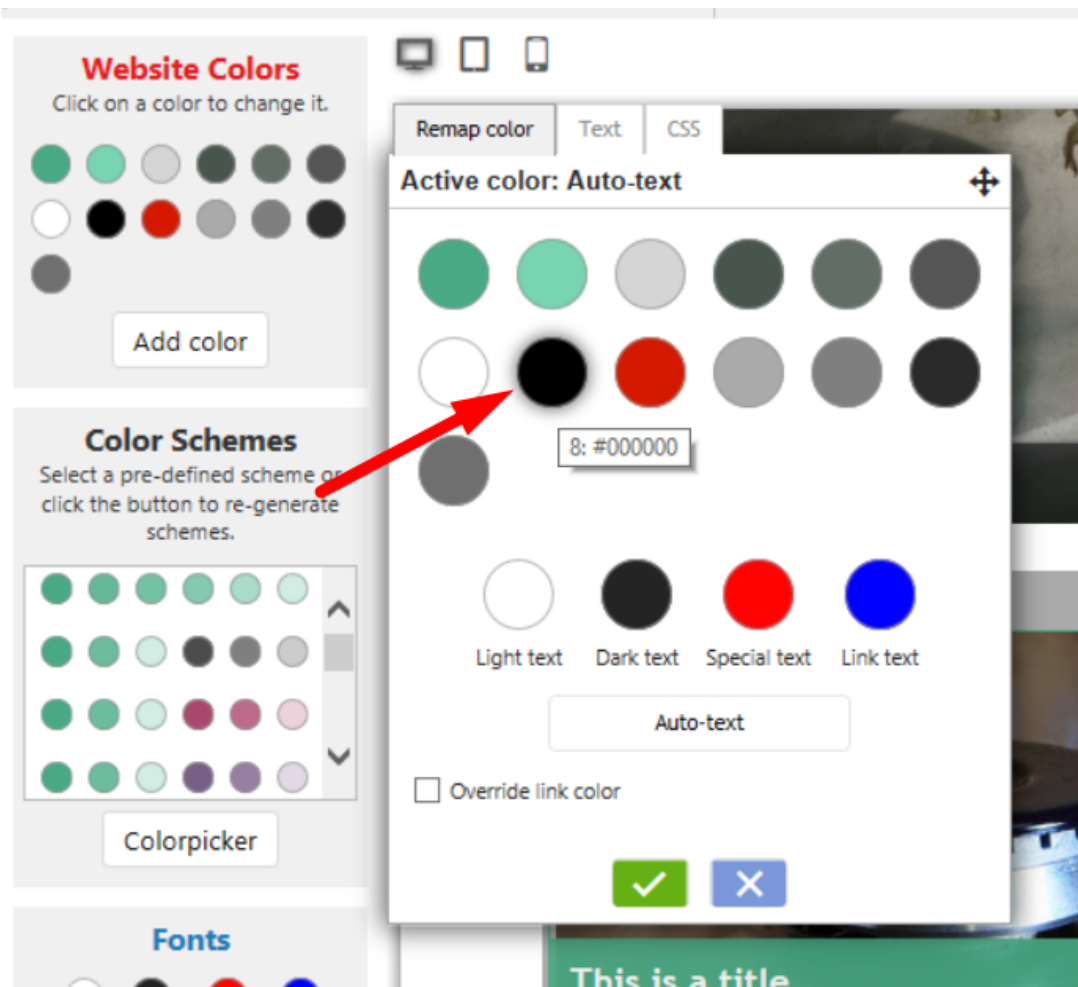 Website Colors
Click on a color to change it.
Add color
Color Schemes
Select a pre-defined scheme or
click the button to re-generate
schemes.
Colorpicker
Fonts
Remap color
Text
CSS
Active color: Auto-text
8: #000000
Light text
Dark text
Special text
Link text
Auto-text
Override link color
This is a title